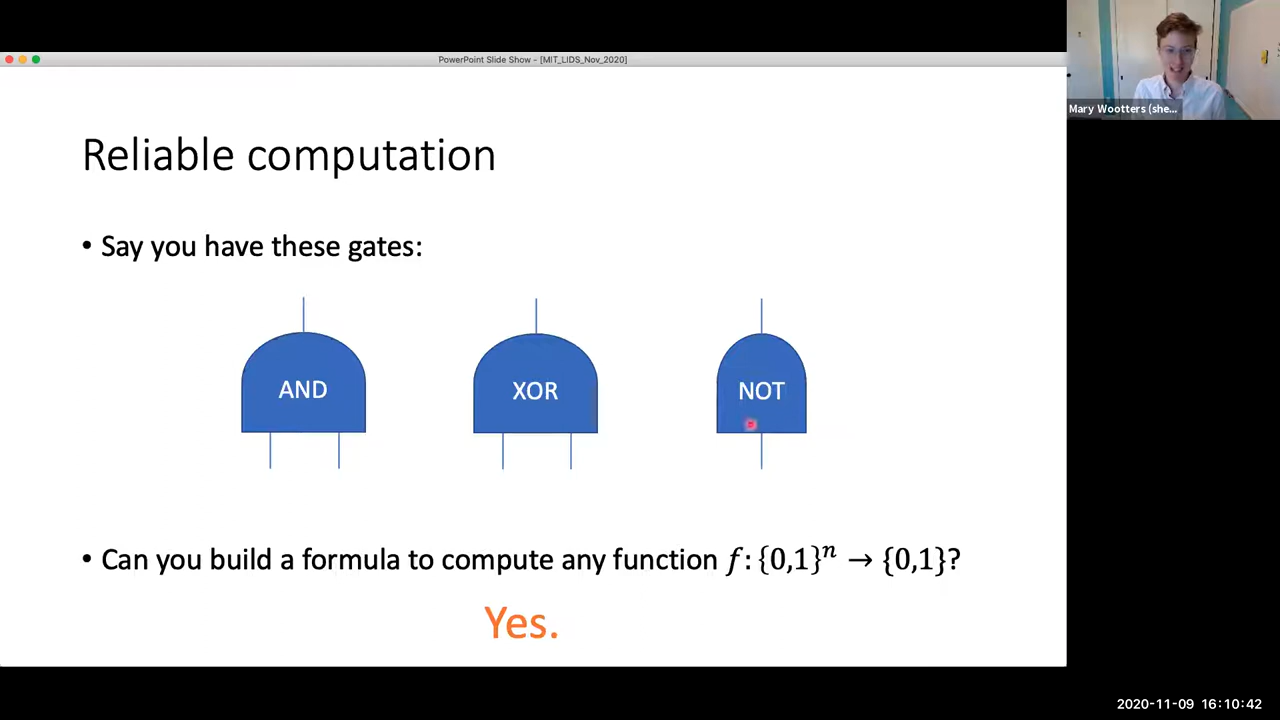 PowerPoint Slide Show - [MIT_LIDS_Nov_2020]
Mary Wootters (she...
Reliable computation
• Say you have these gates:
AND XOR NOT
• Can you build a formula to compute any function f: {0,1}ⁿ → {0,1}?
Yes.
2020-11-09 16:10:42